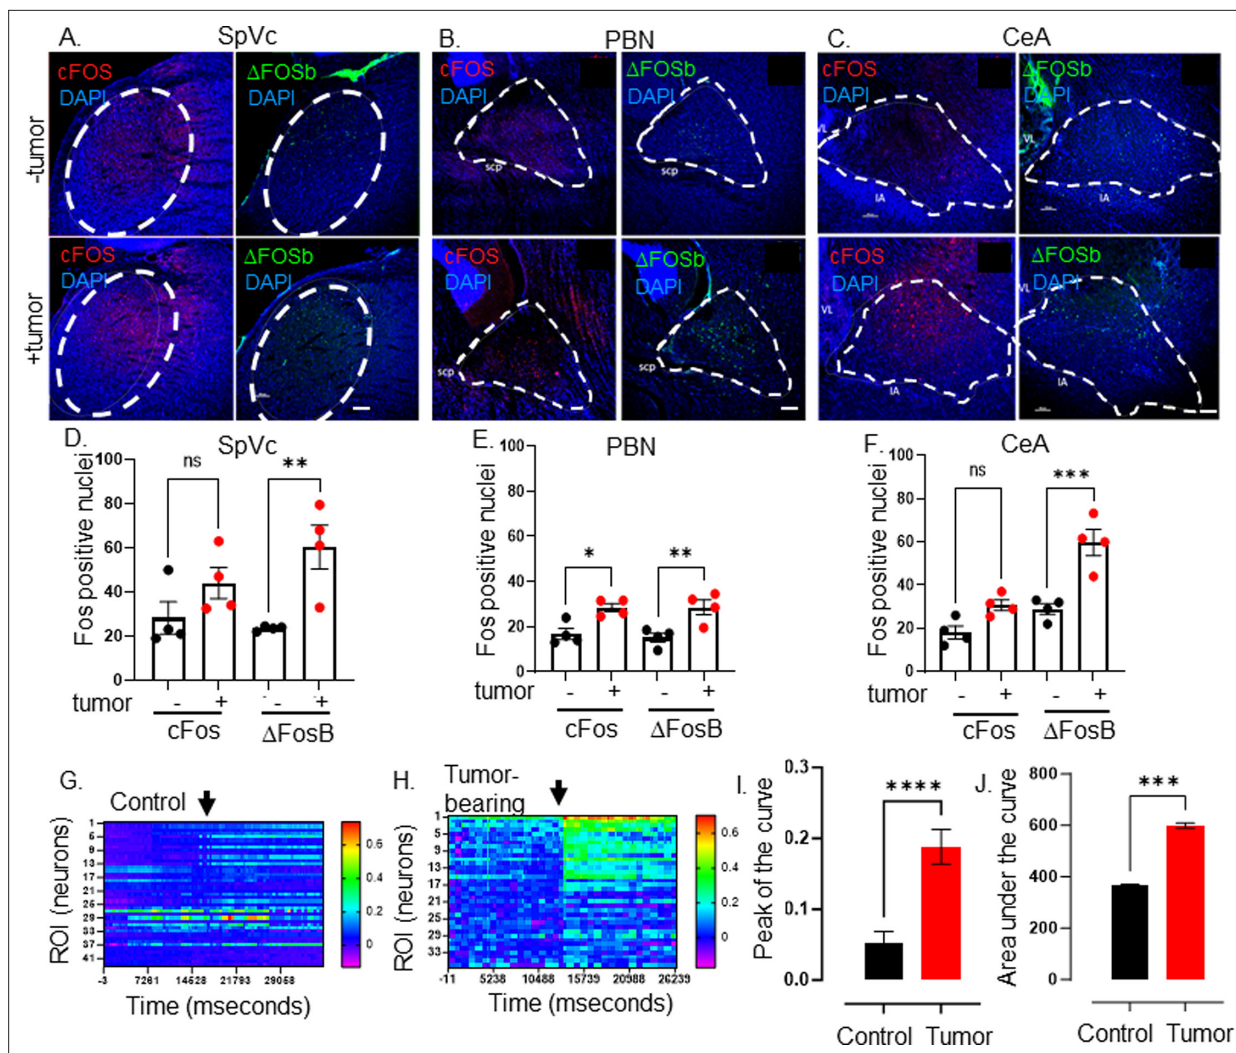 A. SpVc
B. PBN
C. CeA
cFOS
DAPI
ΔFOSb
DAPI
cFOS
DAPI
ΔFOSb
DAPI
cFOS
DAPI
ΔFOSb
DAPI
-tumor
scp
scp
VL
IA
VL
IA
cFOS
DAPI
ΔFOSb
DAPI
cFOS
DAPI
ΔFOSb
DAPI
cFOS
DAPI
ΔFOSb
DAPI
+tumor
scp
scp
VL
IA
VL
IA
D. SpVc
Fos positive nuclei
100
80
60
40
20
0
ns
**
tumor - + - +
cFos ΔFosB
E. PBN
Fos positive nuclei
100
80
60
40
20
0
*
**
tumor - + - +
cFos ΔFosB
F. CeA
Fos positive nuclei
100
80
60
40
20
0
ns
***
tumor - + - +
cFos ΔFosB
G. Control
ROI (neurons)
1
5
9
13
17
21
25
29
33
37
41
-3 7261 14628 21793 29058
Time (mseconds)
0.6
0.4
0.2
0
H. Tumor-
bearing
ROI (neurons)
1
5
9
13
17
21
25
29
33
-11 5238 10488 15739 20988 26239
Time (mseconds)
0.6
0.4
0.2
0
I.
Peak of the curve
0.3
0.2
0.1
0.0
****
Control Tumor
J.
Area under the curve
800
600
400
200
0
***
Control Tumor